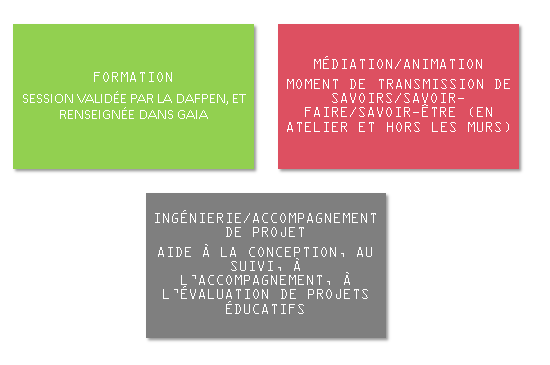 FORMATION
SESSION VALIDÉE PAR LA DAFPEN, ET
RENSEIGNÉE DANS GAIA
MÉDIATION/ANIMATION
MOMENT DE TRANSMISSION DE
SAVOIRS/SAVOIR-
FAIRE/SAVOIR-ÊTRE (EN
ATELIER ET HORS LES MURS)
INGÉNIERIE/ACCOMPAGNEMENT
DE PROJET
AIDE À LA CONCEPTION, AU
SUIVI, À
L'ACCOMPAGNEMENT, À
L'ÉVALUATION DE PROJETS
ÉDUCATIFS